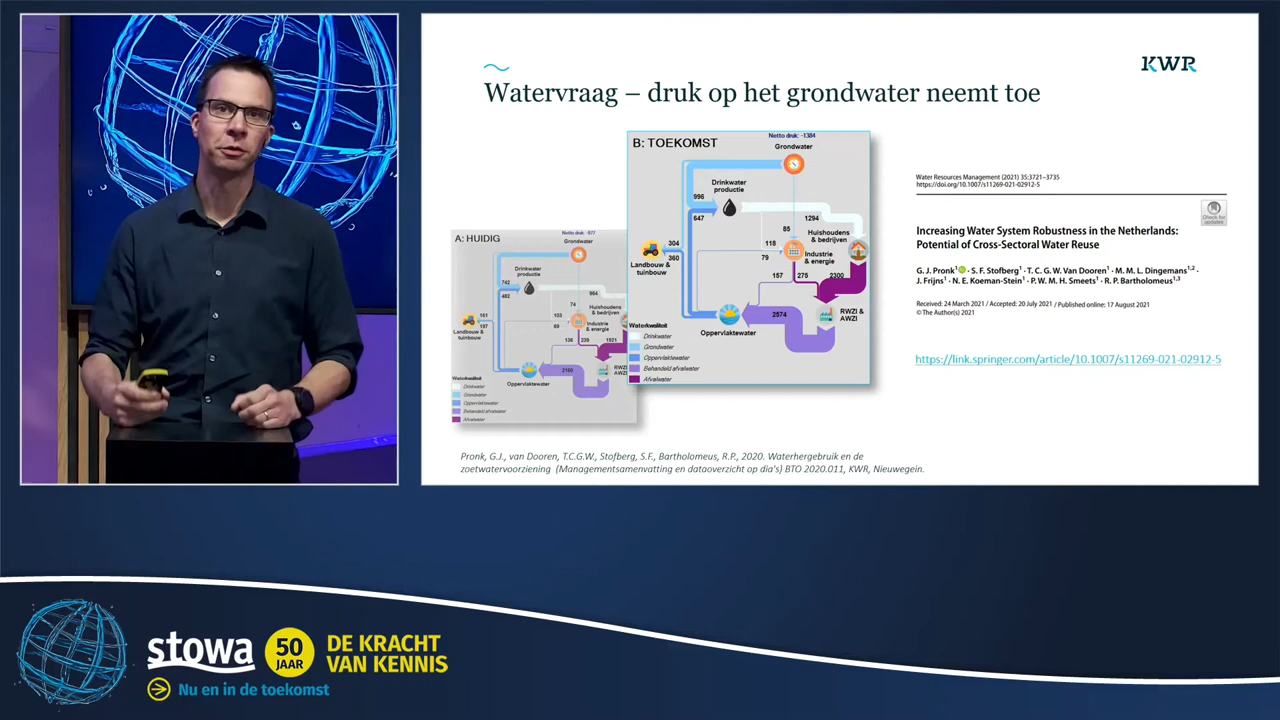 KWR
Watervraag – druk op het grondwater neemt toe
B: TOEKOMST
Netto druk: -1384
Grondwater
Drinkwater
productie
996
647
1294
85
Huishoudens
& bedrijven
304
360
118
79
Industrie
& energie
Landbouw &
tuinbouw
157
275
2300
2574
RWZI &
AWZI
Oppervlaktewater
Waterkwaliteit
Drinkwater
Grondwater
Oppervlaktewater
Behandeld afvalwater
Afvalwater
A: HUIDIG
Netto druk: -977
Grondwater
Drinkwater
productie
742
482
964
74
Huishoudens
& bedrijven
161
197
103
69
Industrie
& energie
Landbouw &
tuinbouw
136
239
1921
2160
RWZI
AWZI
Oppervlaktewater
Waterkwaliteit
Drinkwater
Grondwater
Oppervlaktewater
Behandeld afvalwater
Afvalwater
Water Resources Management (2021) 35:3721–3735
https://doi.org/10.1007/s11269-021-02912-5
Check for
updates
Increasing Water System Robustness in the Netherlands:
Potential of Cross-Sectoral Water Reuse
G. J. Pronk1 · S. F. Stofberg1 · T. C. G. W. Van Dooren1 · M. M. L. Dingemans1,2 ·
J. Frijns1 · N. E. Koeman-Stein1 · P. W. M. H. Smeets1 · R. P. Bartholomeus1,3
Received: 24 March 2021 / Accepted: 20 July 2021 / Published online: 17 August 2021
© The Author(s) 2021
https://link.springer.com/article/10.1007/s11269-021-02912-5
Pronk, G.J., van Dooren, T.C.G.W., Stofberg, S.F., Bartholomeus, R.P., 2020. Waterhergebruik en de
zoetwatervoorziening (Managementsamenvatting en dataoverzicht op dia's) BTO 2020.011, KWR, Nieuwegein.
stowa
50
JAAR
DE KRACHT
VAN KENNIS
Nu en in de toekomst